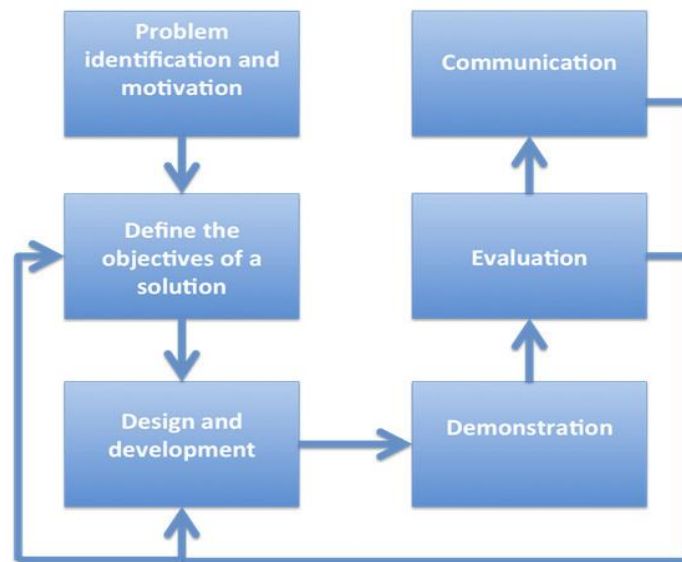 Problem
identification and
motivation
Define the
objectives of a
solution
Design and
development
Demonstration
Evaluation
Communication